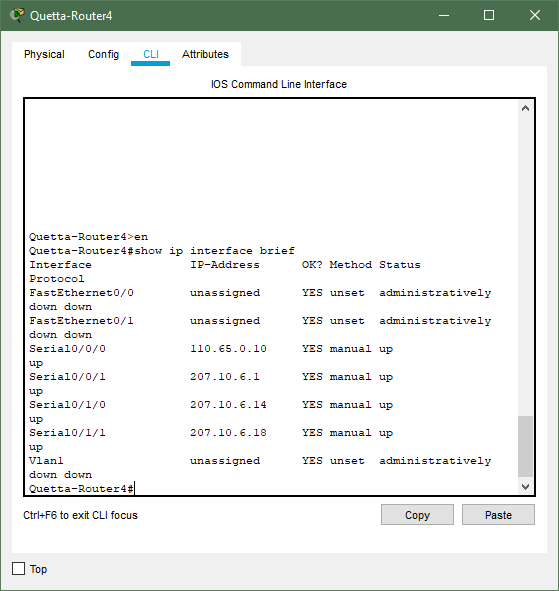 Quetta-Router4
Physical Config CLI Attributes
IOS Command Line Interface
Quetta-Router4>en
Quetta-Router4#show ip interface brief
Interface IP-Address OK? Method Status
Protocol
FastEthernet0/0 unassigned YES unset administratively
down down
FastEthernet0/1 unassigned YES unset administratively
down down
Serial0/0/0 110.65.0.10 YES manual up
up
Serial0/0/1 207.10.6.1 YES manual up
up
Serial0/1/0 207.10.6.14 YES manual up
up
Serial0/1/1 207.10.6.18 YES manual up
up
Vlan1 unassigned YES unset administratively
down down
Quetta-Router4#
Ctrl+F6 to exit CLI focus
Copy Paste
Top